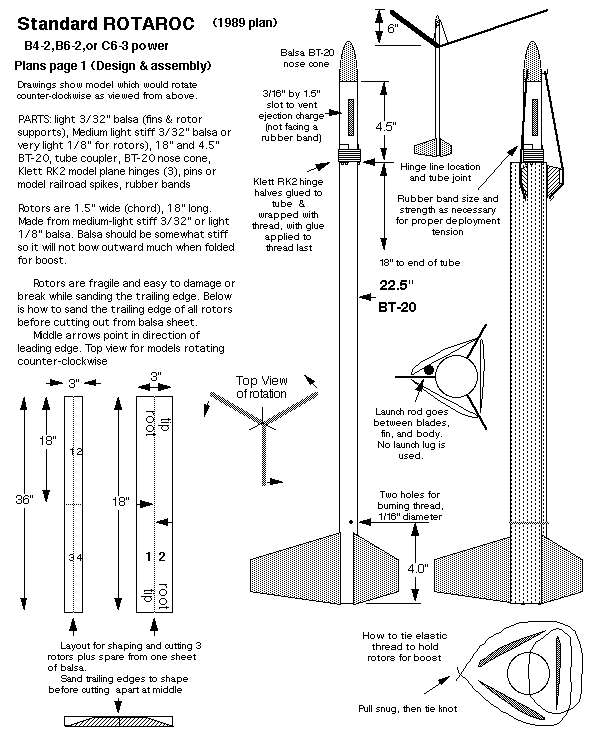 Standard ROTAROC (1989 plan)
B4-2,B6-2,or C6-3 power
Plans page 1 (Design & assembly)
Drawings show model which would rotate
counter-clockwise as viewed from above.
PARTS: light 3/32" balsa (fins & rotor
supports), Medium light stiff 3/32" balsa or
very light 1/8" for rotors), 18" and 4.5"
BT-20, tube coupler, BT-20 nose cone,
Klett RK2 model plane hinges (3), pins or
model railroad spikes, rubber bands
Rotors are 1.5" wide (chord), 18" long.
Made from medium-light stiff 3/32" or light
1/8" balsa. Balsa should be somewhat stiff
so it will not bow outward much when folded
for boost.
Rotors are fragile and easy to damage or
break while sanding the trailing edge. Below
is how to sand the trailing edge of all rotors
before cutting out from balsa sheet.
Middle arrows point in direction of
leading edge. Top view for models rotating
counter-clockwise
3"
18"
36"
1 2
3 4
3"
root
tip
18"
1 2
tip
root
Layout for shaping and cutting 3
rotors plus spare from one sheet
of balsa.
Sand trailing edges to shape
before cutting apart at middle
Top View
of rotation
Balsa BT-20
nose cone
3/16" by 1.5"
slot to vent
ejection charge
(not facing a
rubber band)
Klett RK2 hinge
halves glued to
tube &
wrapped with
thread, with glue
applied to
thread last
6"
4.5"
Hinge line location
and tube joint
Rubber band size and
strength as necessary
for proper deployment
tension
18" to end of tube
22.5"
BT-20
Launch rod goes
between blades,
fin, and body.
No launch lug is
used.
Two holes for
burning thread,
1/16" diameter
4.0"
How to tie elastic
thread to hold
rotors for boost
Pull snug, then tie knot